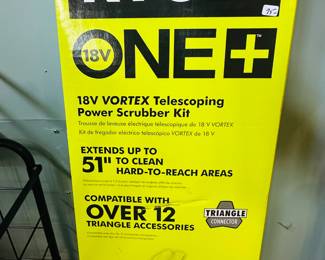 18V
ONE+
18V VORTEX Telescoping
Power Scrubber Kit
Trousse de laveuse électrique télescopique de 18 V VORTEX
Kit de fregador eléctrico telescópico VORTEX de 18 V
EXTENDS UP TO
51" TO CLEAN
HARD-TO-REACH AREAS
COMPATIBLE WITH
OVER 12
TRIANGLE ACCESSORIES
TRIANGLE
CONNECTOR